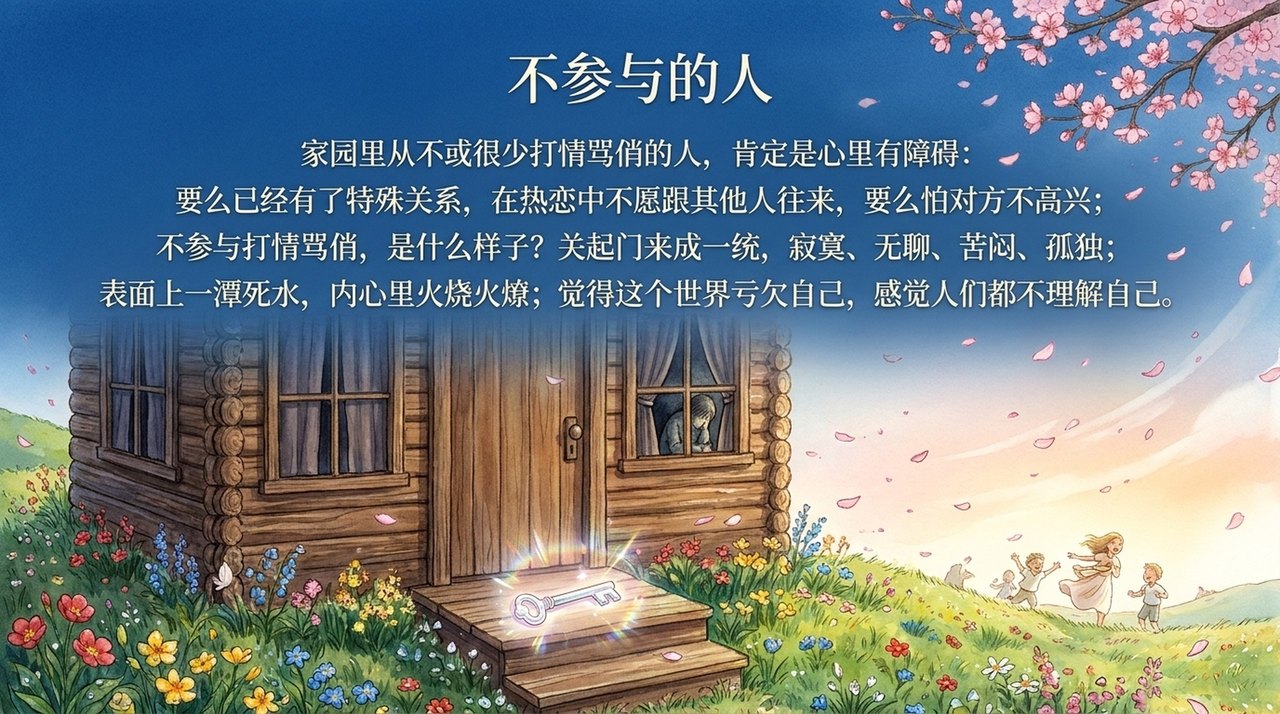 不参与的人
家园里从不或很少打情骂俏的人，肯定是心里有障碍：
要么已经有了特殊关系，在热恋中不愿跟其他人往来，要么怕对方不高兴；
不参与打情骂俏，是什么样子？关起门来成一统，寂寞、无聊、苦闷、孤独；
表面上一潭死水，内心里火烧火燎；觉得这个世界亏欠自己，感觉人们都不理解自己。